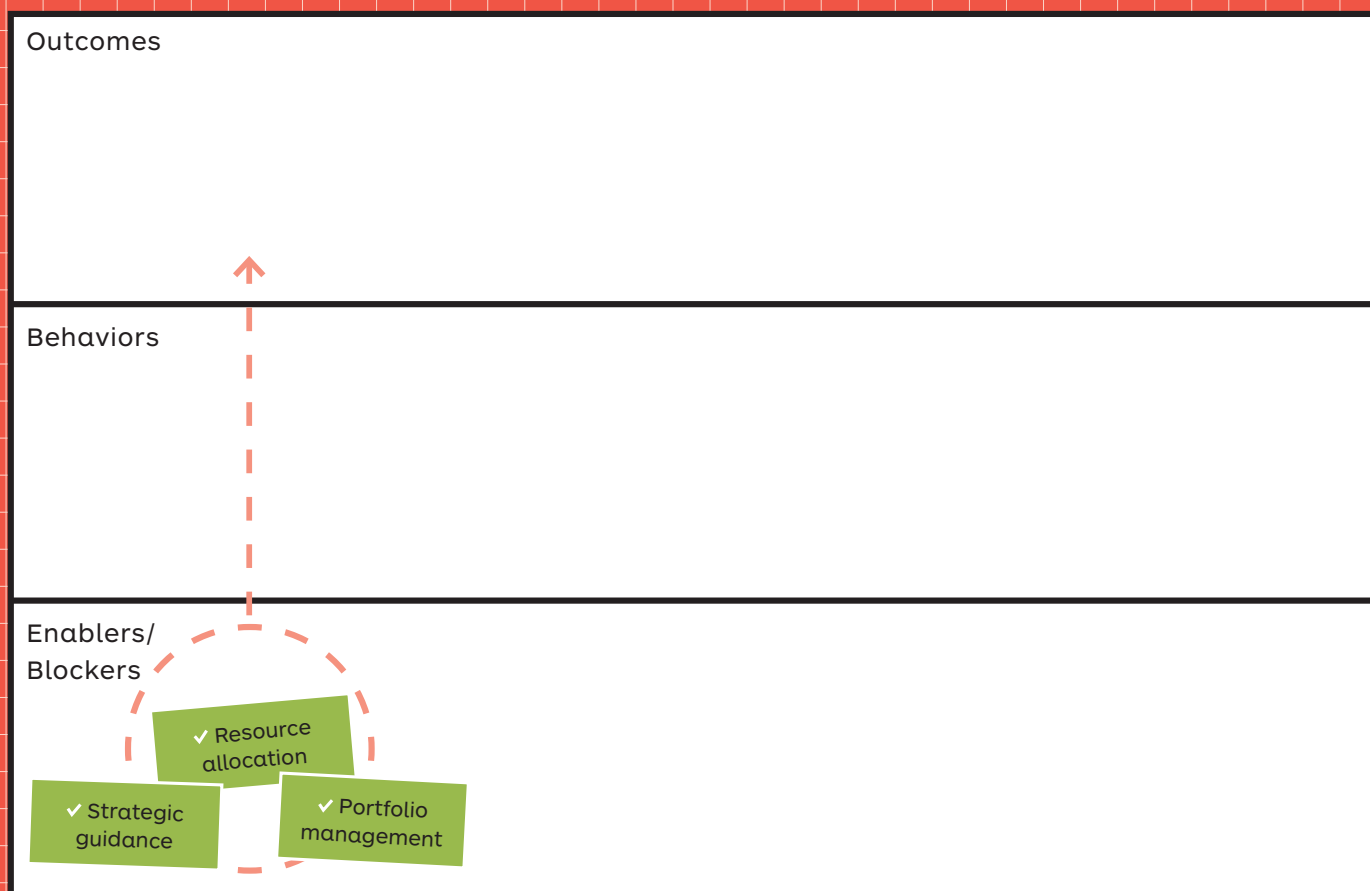 Outcomes
Behaviors
Enablers/
Blockers
✓ Resource
allocation
✓ Strategic
guidance
✓ Portfolio
management